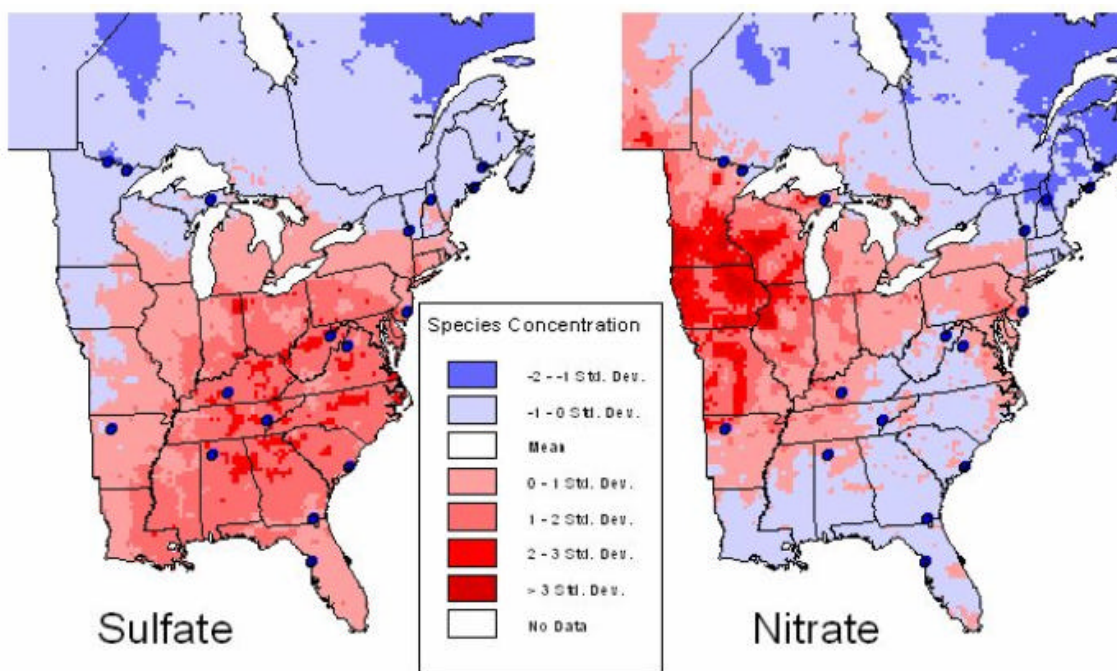 Species Concentration
-2 - -1 Std. Dev.
-1 - 0 Std. Dev.
Mean
0 - 1 Std. Dev.
1 - 2 Std. Dev.
2 - 3 Std. Dev.
> 3 Std. Dev.
No Data
Sulfate
Nitrate